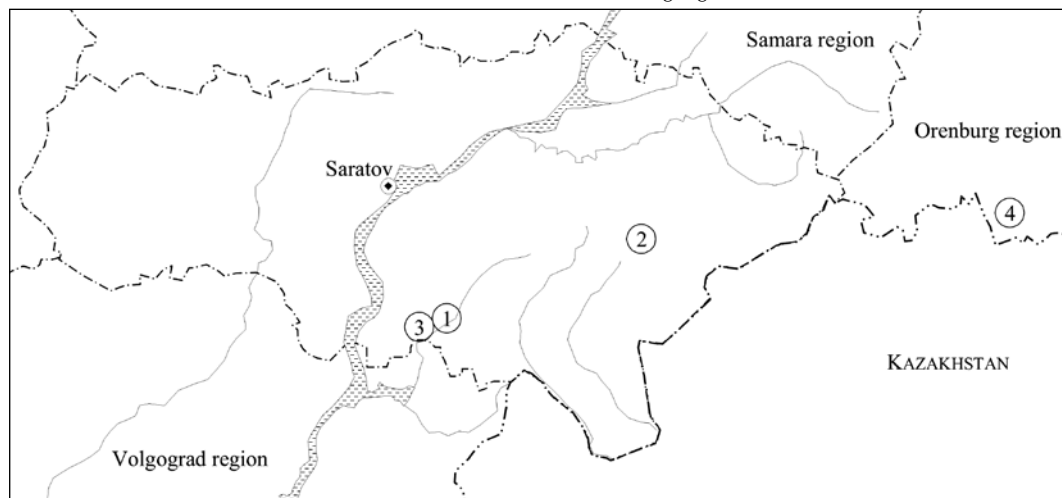 Samara region
Orenburg region
Saratov
4
2
3
1
KAZAKHSTAN
Volgograd region